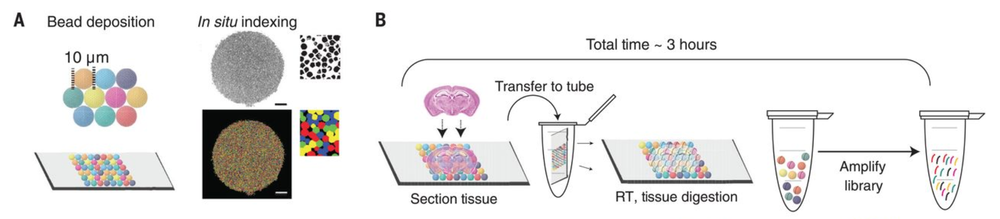 A
Bead deposition
In situ indexing
10 µm
B
Total time ~ 3 hours
Transfer to tube
Section tissue
RT, tissue digestion
Amplify
library